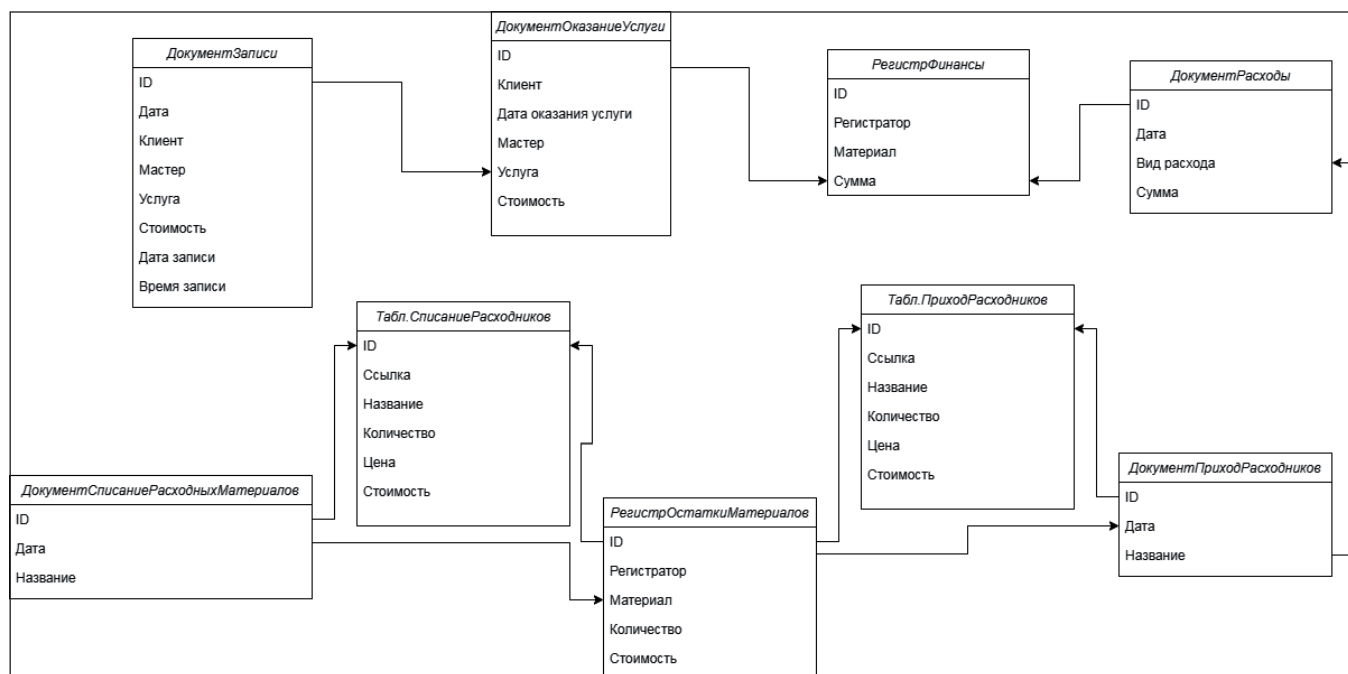 ДокументЗаписи
ID
Дата
Клиент
Мастер
Услуга
Стоимость
Дата записи
Время записи
ДокументОказаниеУслуги
ID
Клиент
Дата оказания услуги
Мастер
Услуга
Стоимость
РегистрФинансы
ID
Регистратор
Материал
Сумма
ДокументРасходы
ID
Дата
Вид расхода
Сумма
Табл.СписаниеРасходников
ID
Ссылка
Название
Количество
Цена
Стоимость
Табл.ПриходРасходников
ID
Ссылка
Название
Количество
Цена
Стоимость
ДокументСписаниеРасходныхМатериалов
ID
Дата
Название
РегистрОстаткиМатериалов
ID
Регистратор
Материал
Количество
Стоимость
ДокументПриходРасходников
ID
Дата
Название